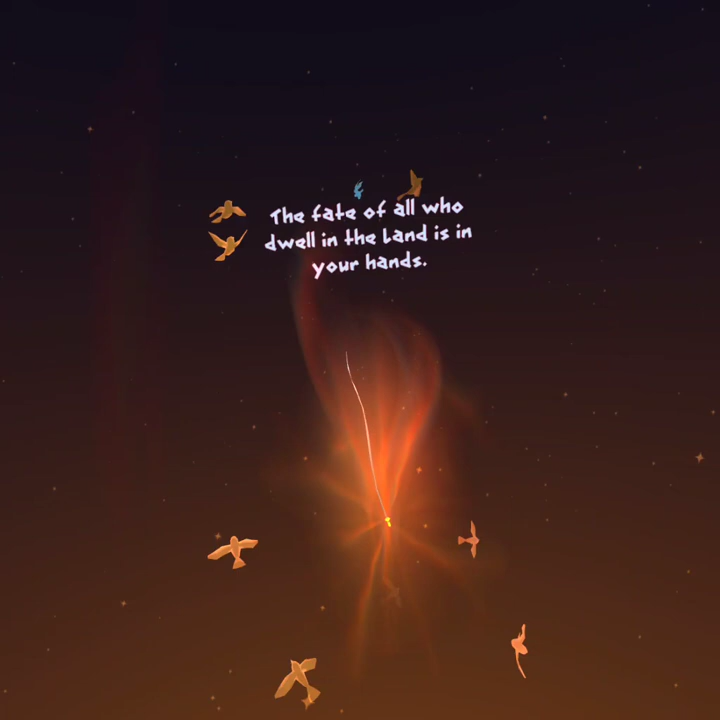 The fate of all who
dwell in the land is in
your hands.